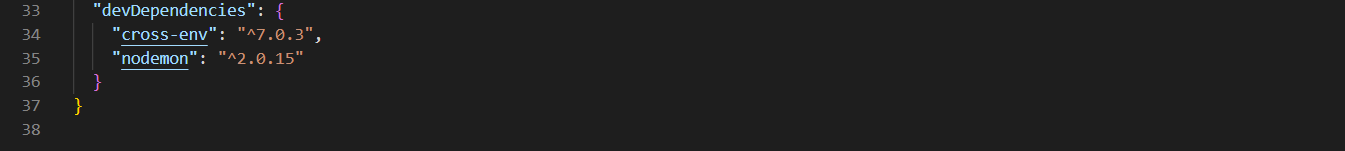 33 "devDependencies": {
34 "cross-env": "^7.0.3",
35 "nodemon": "^2.0.15"
36 }
37 }
38